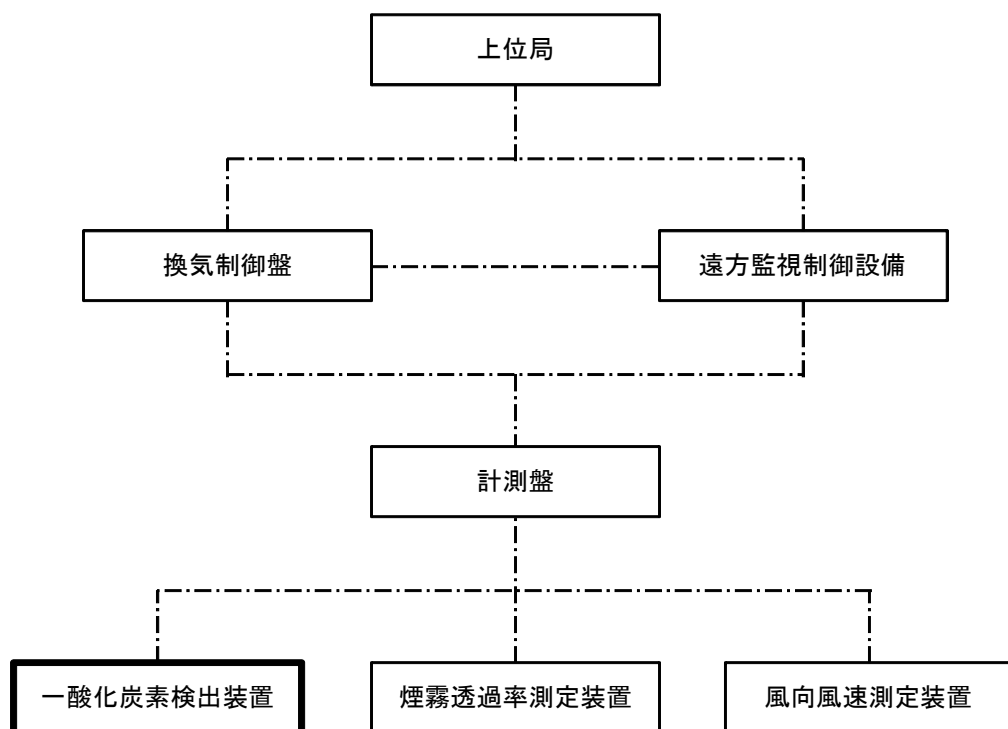 上位局
換気制御盤
遠方監視制御設備
計測盤
一酸化炭素検出装置
煙霧透過率測定装置
風向風速測定装置